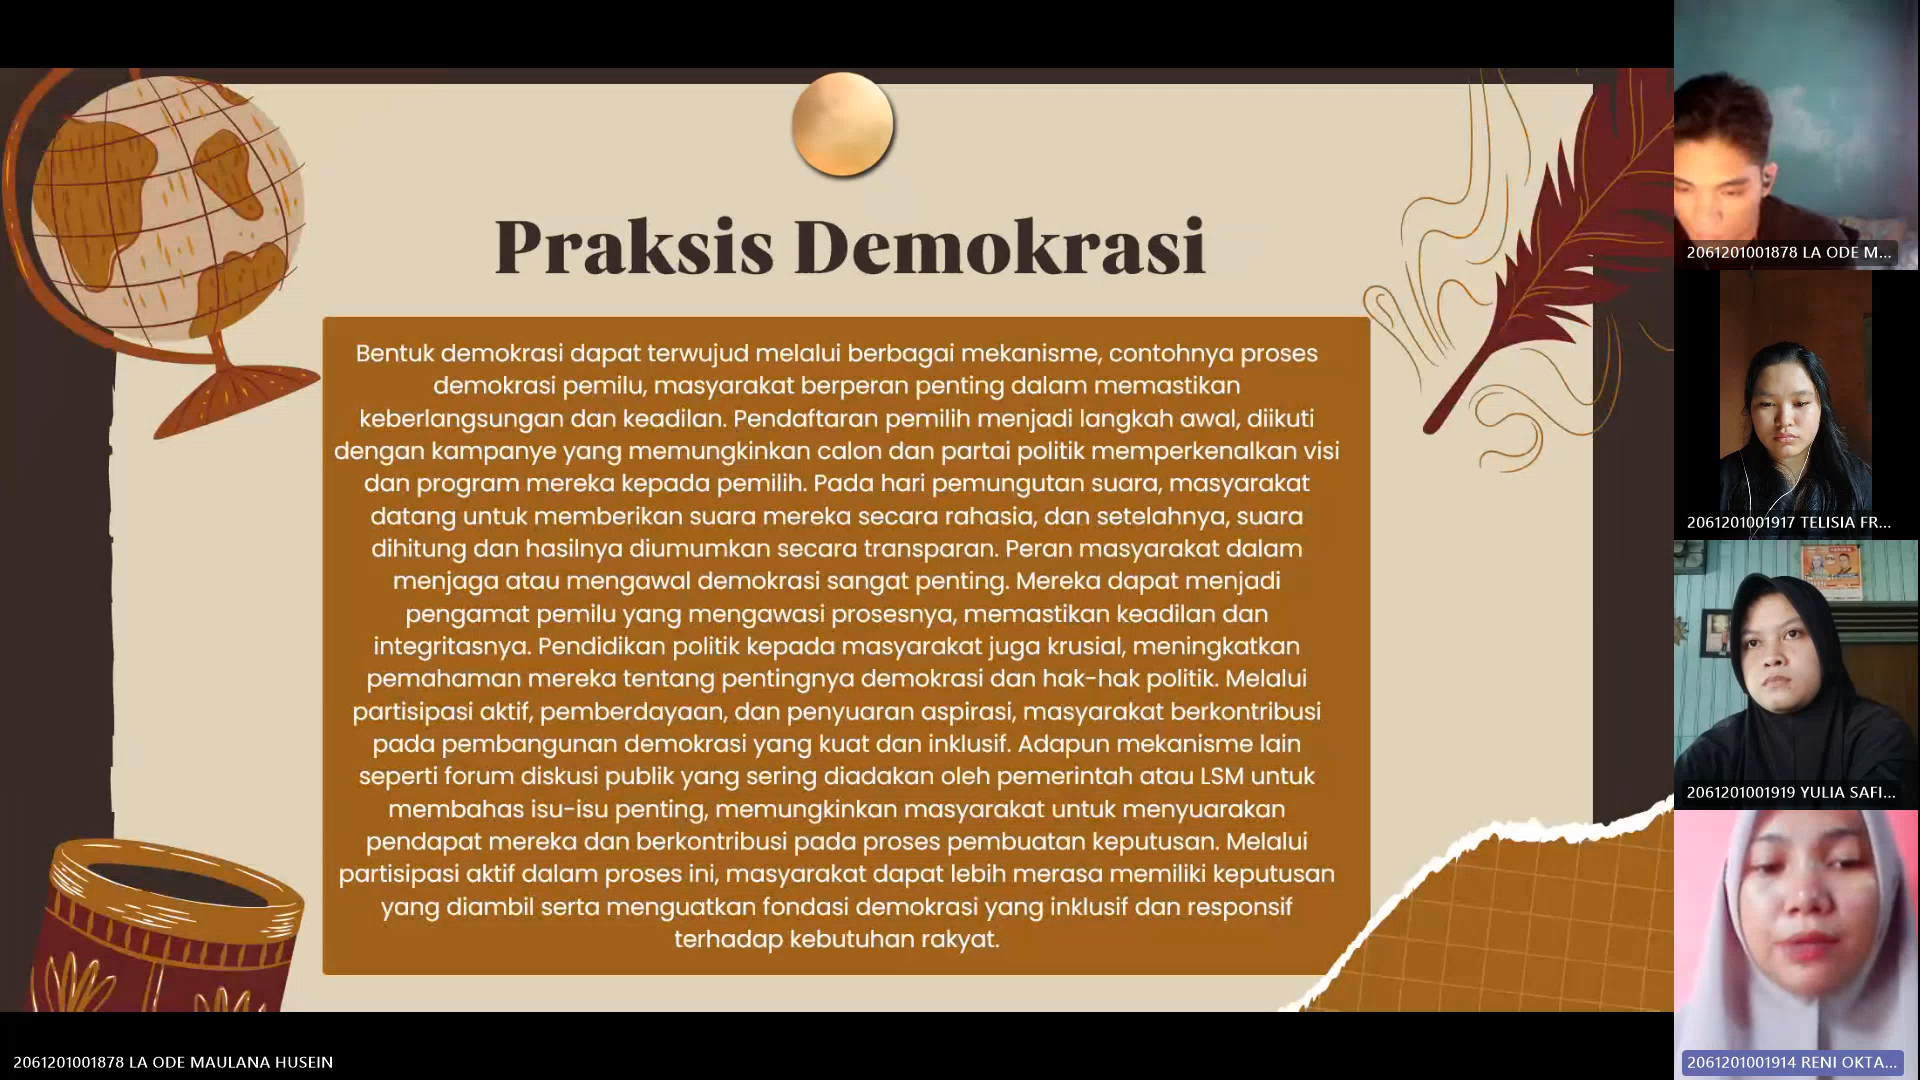 Praksis Demokrasi
Bentuk demokrasi dapat terwujud melalui berbagai mekanisme, contohnya proses
demokrasi pemilu, masyarakat berperan penting dalam memastikan
keberlangsungan dan keadilan. Pendaftaran pemilih menjadi langkah awal, diikuti
dengan kampanye yang memungkinkan calon dan partai politik memperkenalkan visi
dan program mereka kepada pemilih. Pada hari pemungutan suara, masyarakat
datang untuk memberikan suara mereka secara rahasia, dan setelahnya, suara
dihitung dan hasilnya diumumkan secara transparan. Peran masyarakat dalam
menjaga atau mengawal demokrasi sangat penting. Mereka dapat menjadi
pengamat pemilu yang mengawasi prosesnya, memastikan keadilan dan
integritasnya. Pendidikan politik kepada masyarakat juga krusial, meningkatkan
pemahaman mereka tentang pentingnya demokrasi dan hak-hak politik. Melalui
partisipasi aktif, pemberdayaan, dan penyuaran aspirasi, masyarakat berkontribusi
pada pembangunan demokrasi yang kuat dan inklusif. Adapun mekanisme lain
seperti forum diskusi publik yang sering diadakan oleh pemerintah atau LSM untuk
membahas isu-isu penting, memungkinkan masyarakat untuk menyuarakan
pendapat mereka dan berkontribusi pada proses pembuatan keputusan. Melalui
partisipasi aktif dalam proses ini, masyarakat dapat lebih merasa memiliki keputusan
yang diambil serta menguatkan fondasi demokrasi yang inklusif dan responsif
terhadap kebutuhan rakyat.
2061201001878 LA ODE MAULANA HUSEIN
2061201001878 LA ODE M...
2061201001917 TELISIA FR...
2061201001919 YULIA SAFI...
2061201001914 RENI OKTA...